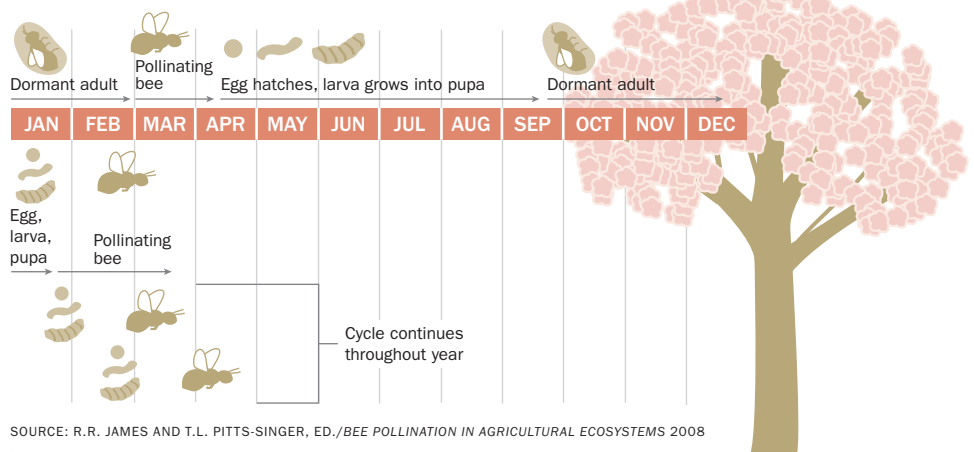 Dormant adult
Pollinating
bee
Egg hatches, larva grows into pupa
Dormant adult
JAN FEB MAR APR MAY JUN JUL AUG SEP OCT NOV DEC
Egg,
larva,
pupa
Pollinating
bee
Cycle continues
throughout year
SOURCE: R.R. JAMES AND T.L. PITTS-SINGER, ED./BEE POLLINATION IN AGRICULTURAL ECOSYSTEMS 2008